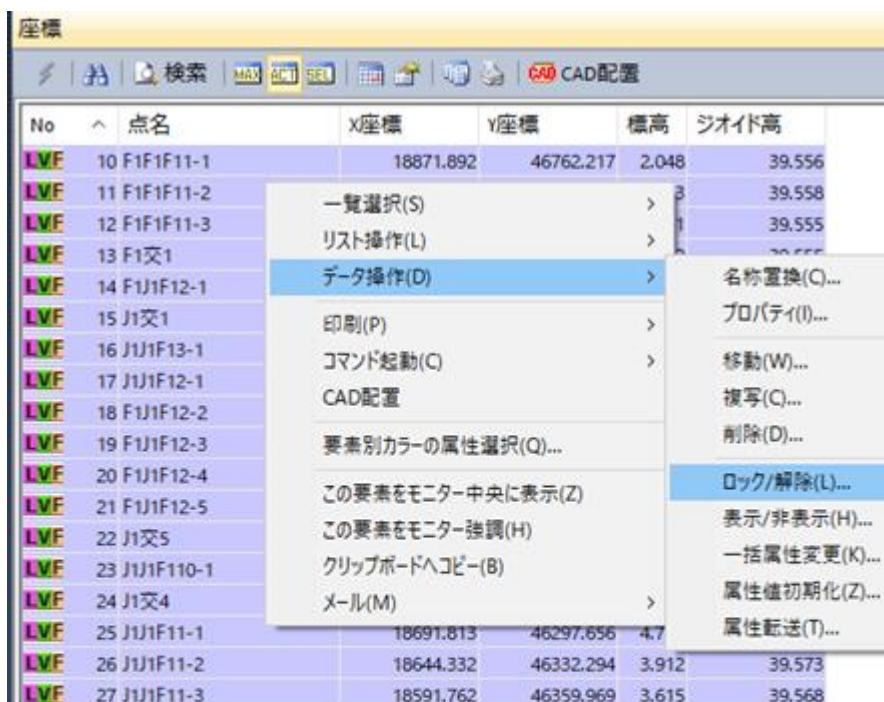 座標
検索 MAX ACT SEL CAD CAD配置
No 点名 X座標 Y座標 標高 ジオイド高
LVF 10 F1F1F11-1 18871.892 46762.217 2.048 39.556
LVF 11 F1F1F11-2 3 39.558
LVF 12 F1F1F11-3 1 39.555
LVF 13 F1交1
LVF 14 F1J1F12-1
LVF 15 J1交1
LVF 16 J1J1F13-1
LVF 17 J1J1F12-1
LVF 18 F1J1F12-2
LVF 19 F1J1F12-3
LVF 20 F1J1F12-4
LVF 21 F1J1F12-5
LVF 22 J1交5
LVF 23 J1J1F110-1
LVF 24 J1交4
LVF 25 J1J1F11-1 18691.813 46297.656 4.7
LVF 26 J1J1F11-2 18644.332 46332.294 3.912 39.573
LVF 27 J1J1F11-3 18591.762 46359.969 3.615 39.568
一覧選択(S)
リスト操作(L)
データ操作(D)
印刷(P)
コマンド起動(C)
CAD配置
要素別カラーの属性選択(Q)...
この要素をモニター中央に表示(Z)
この要素をモニター強調(H)
クリップボードへコピー(B)
メール(M)
名称置換(C)...
プロパティ(I)...
移動(W)...
複写(C)...
削除(D)...
ロック/解除(L)...
表示/非表示(H)...
一括属性変更(K)...
属性値初期化(Z)...
属性転送(T)...